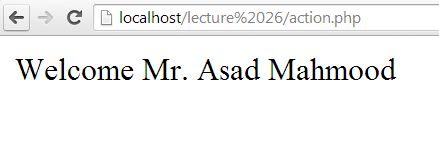 localhost/lecture%2026/action.php
Welcome Mr. Asad Mahmood